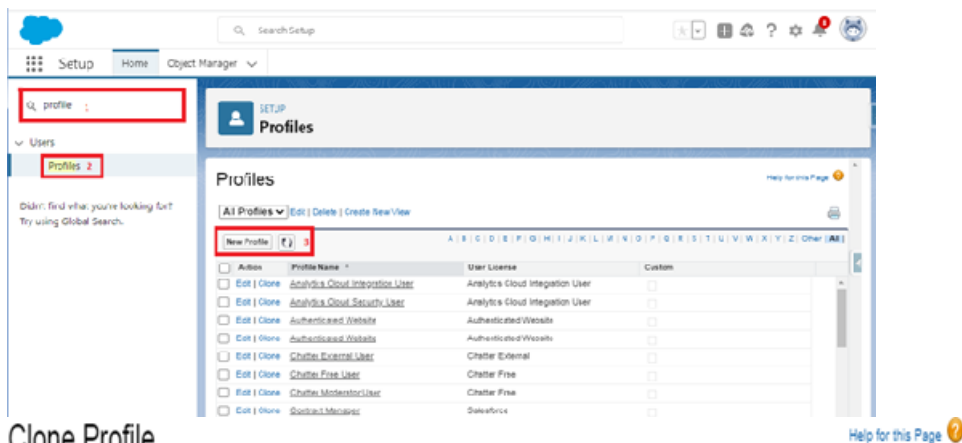 Search Setup
Setup Home Object Manager
profile 1
Users
Profiles 2
Didn't find what you're looking for?
Try using Global Search.
SETUP
Profiles
Profiles
Help for this Page
All Profiles Edit | Delete | Create New View
New Profile 3 A | B | C | D | E | F | G | H | I | J | K | L | M | N | O | P | Q | R | S | T | U | V | W | X | Y | Z | Other | All
Action Profile Name User License Custom
Edit | Clone Analytics Cloud Integration User Analytics Cloud Integration User
Edit | Clone Analytics Cloud Security User Analytics Cloud Integration User
Edit | Clone Authenticated Website Authenticated Website
Edit | Clone Authenticated Website Authenticated Website
Edit | Clone Chatter External User Chatter External
Edit | Clone Chatter Free User Chatter Free
Edit | Clone Chatter Moderator User Chatter Free
Edit | Clone Contract Manager Salesforce
Clone Profile Help for this Page